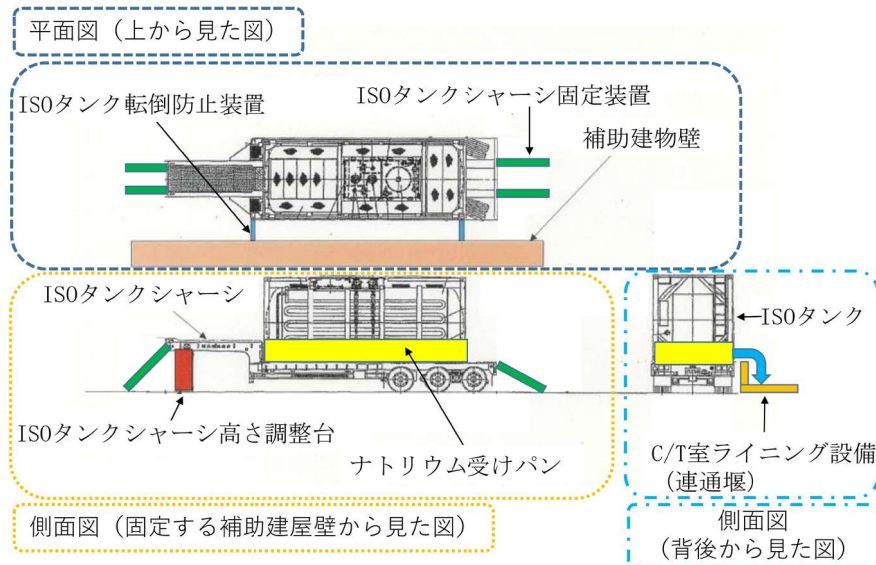 平面図（上から見た図）
ISOタンク転倒防止装置
ISOタンクシャーシ固定装置
補助建物壁
ISOタンクシャーシ
ISOタンク
ISOタンクシャーシ高さ調整台
ナトリウム受けパン
C/T室ライニング設備
（連通堰）
側面図（固定する補助建屋壁から見た図）
側面図
（背後から見た図）